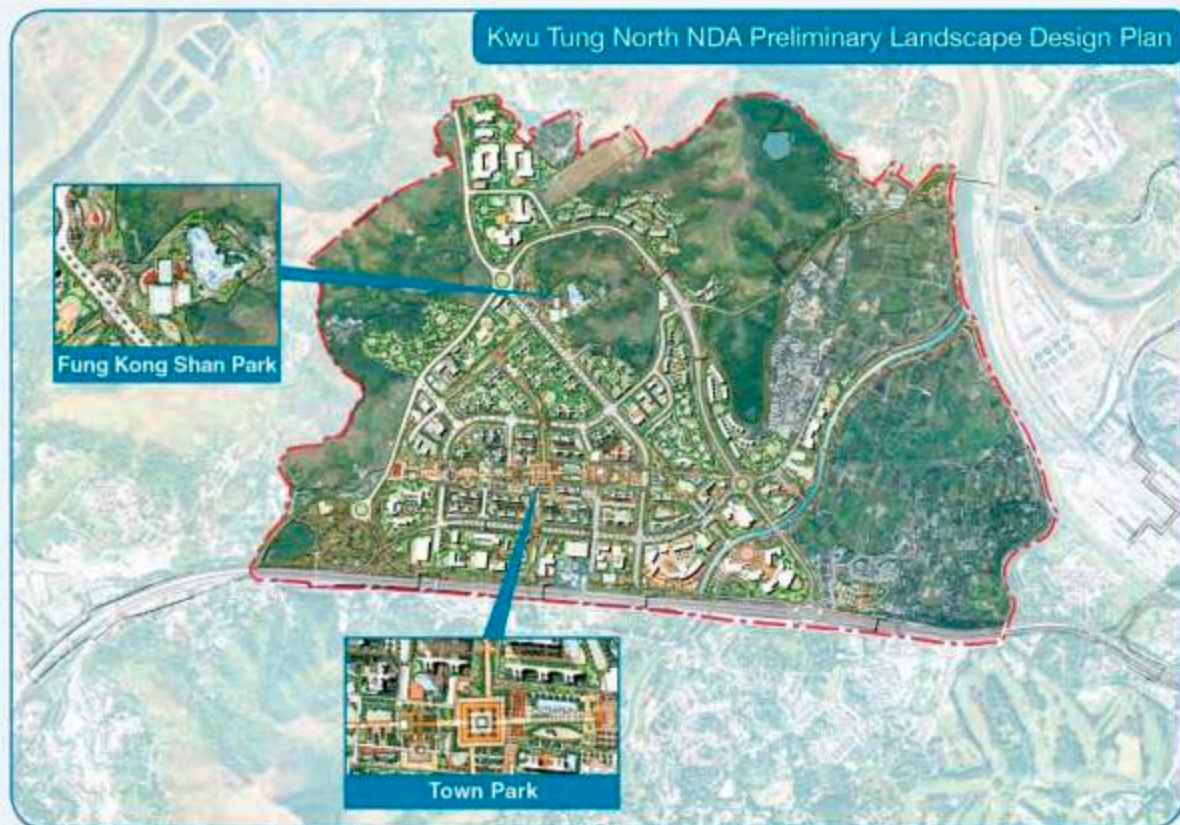 Kwu Tung North NDA Preliminary Landscape Design Plan
Fung Kong Shan Park
Town Park